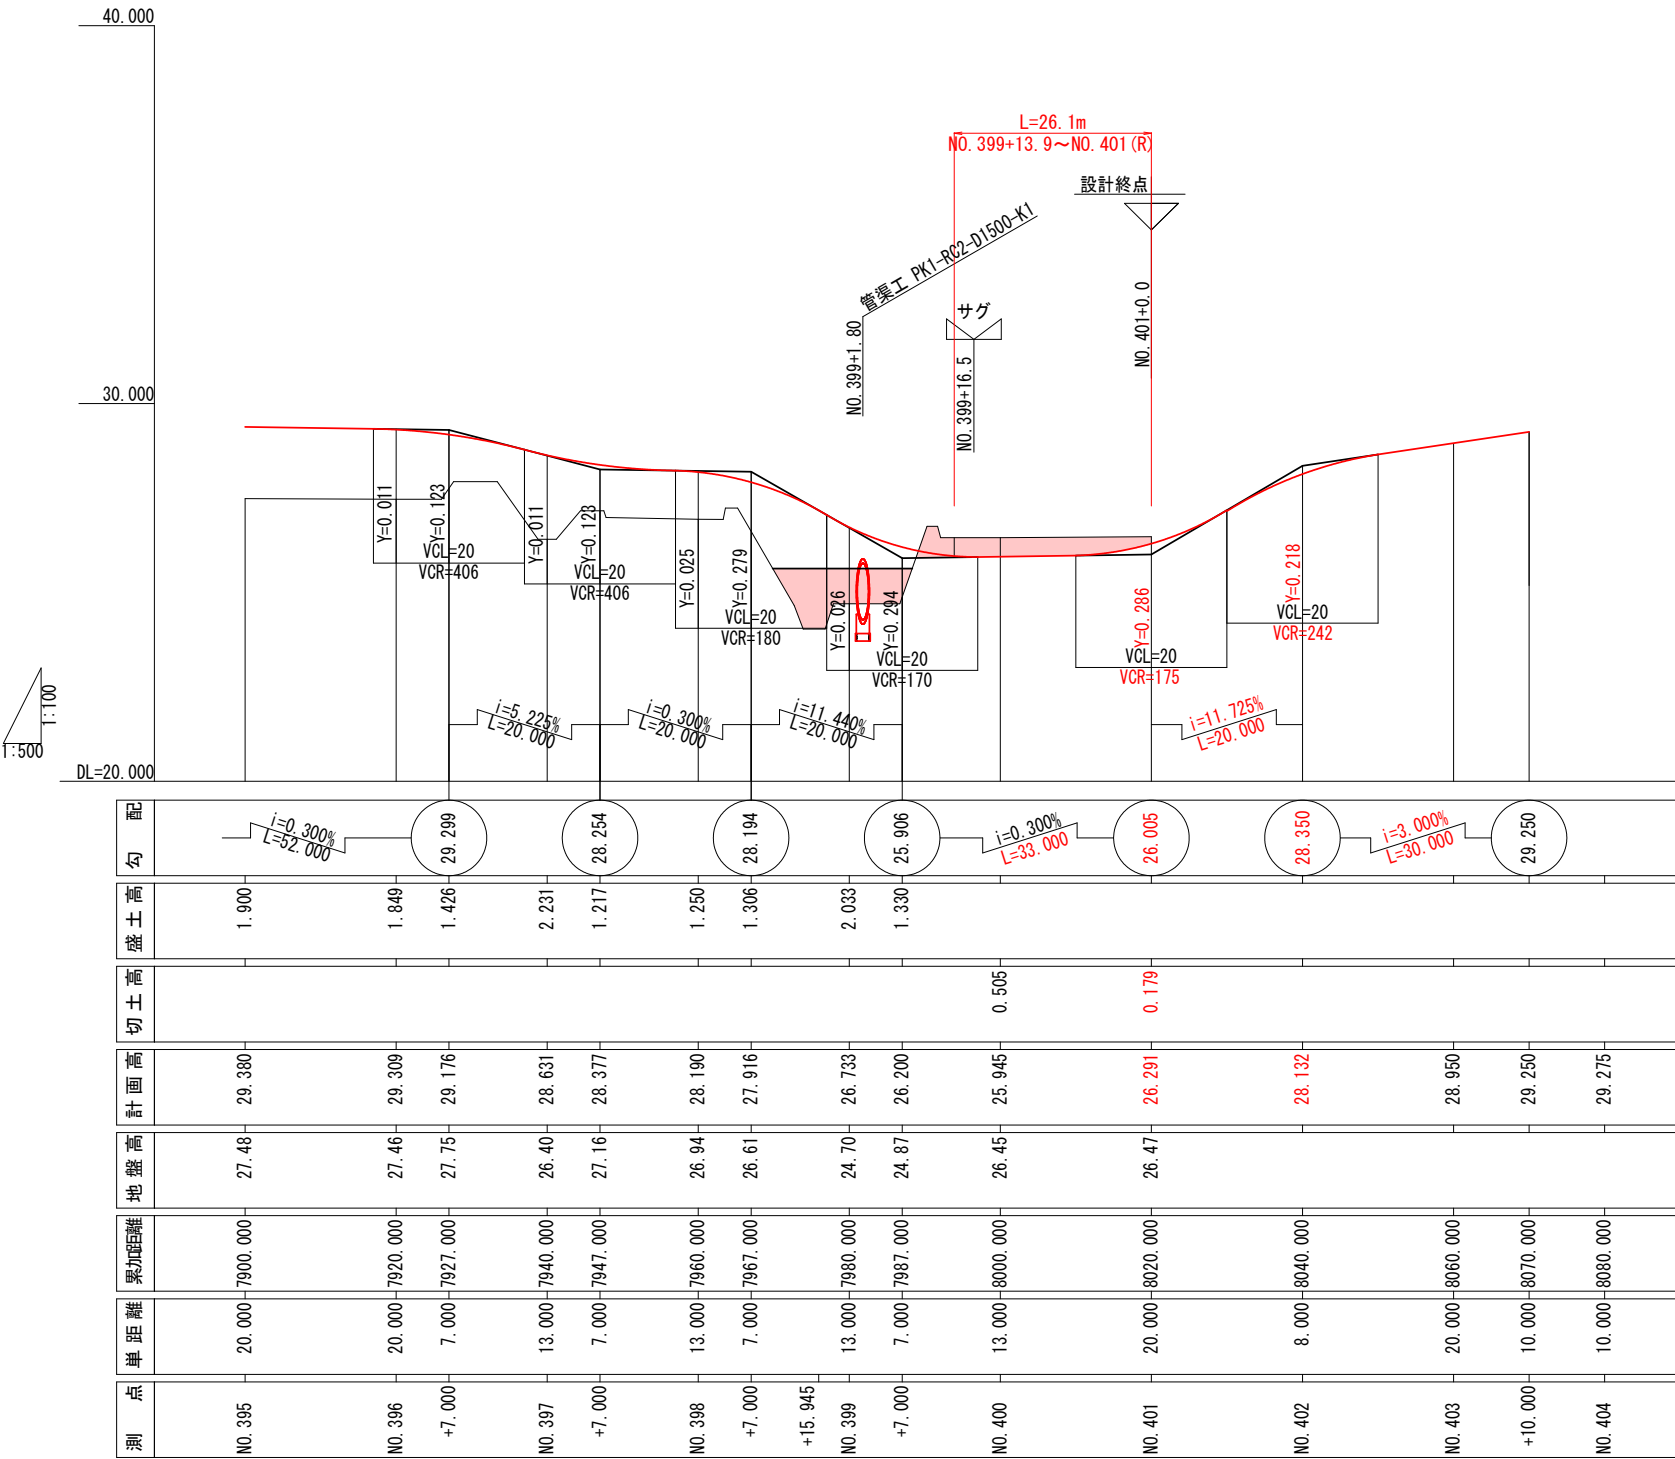 40.000
L=26.1m
NO.399+13.9～NO.401(R)
設計終点
管渠工 PK1-RC2-D1500-K1
サグ
NO.399+1.80
NO.399+16.5
NO.401+0.0
30.000
Y=0.011
Y=0.123
VCL=20
VCR=406
Y=0.011
Y=0.123
VCL=20
VCR=406
Y=0.025
Y=0.279
VCL=20
VCR=180
Y=0.026
Y=0.294
VCL=20
VCR=170
Y=0.286
VCL=20
VCR=175
Y=0.218
VCL=20
VCR=242
1:100
1:500
i=5.225%
L=20.000
i=0.300%
L=20.000
i=11.440%
L=20.000
i=11.725%
L=20.000
DL=20.000
勾配
i=0.300%
L=52.000
29.299
28.254
28.194
25.906
i=0.300%
L=33.000
26.005
28.350
i=3.000%
L=30.000
29.250
盛土高 1.900 1.849 1.426 2.231 1.217 1.250 1.306 2.033 1.330
切土高 0.505 0.179
計画高 29.380 29.309 29.176 28.631 28.377 28.190 27.916 26.733 26.200 25.945 26.291 28.132 28.950 29.250 29.275
地盤高 27.48 27.46 27.75 26.40 27.16 26.94 26.61 24.70 24.87 26.45 26.47
累加距離 7900.000 7920.000 7927.000 7940.000 7947.000 7960.000 7967.000 7980.000 7987.000 8000.000 8020.000 8040.000 8060.000 8070.000 8080.000
単距離 20.000 20.000 7.000 13.000 7.000 13.000 7.000 13.000 7.000 13.000 20.000 8.000 20.000 10.000 10.000
測点 NO.395 NO.396 +7.000 NO.397 +7.000 NO.398 +7.000 +15.945 NO.399 +7.000 NO.400 NO.401 NO.402 NO.403 +10.000 NO.404